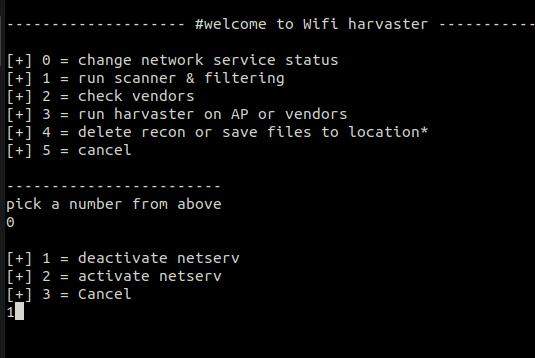 -------------------- #welcome to Wifi harvaster -----------
[+] 0 = change network service status
[+] 1 = run scanner & filtering
[+] 2 = check vendors
[+] 3 = run harvaster on AP or vendors
[+] 4 = delete recon or save files to location*
[+] 5 = cancel
------------------------
pick a number from above
0
[+] 1 = deactivate netserv
[+] 2 = activate netserv
[+] 3 = Cancel
1